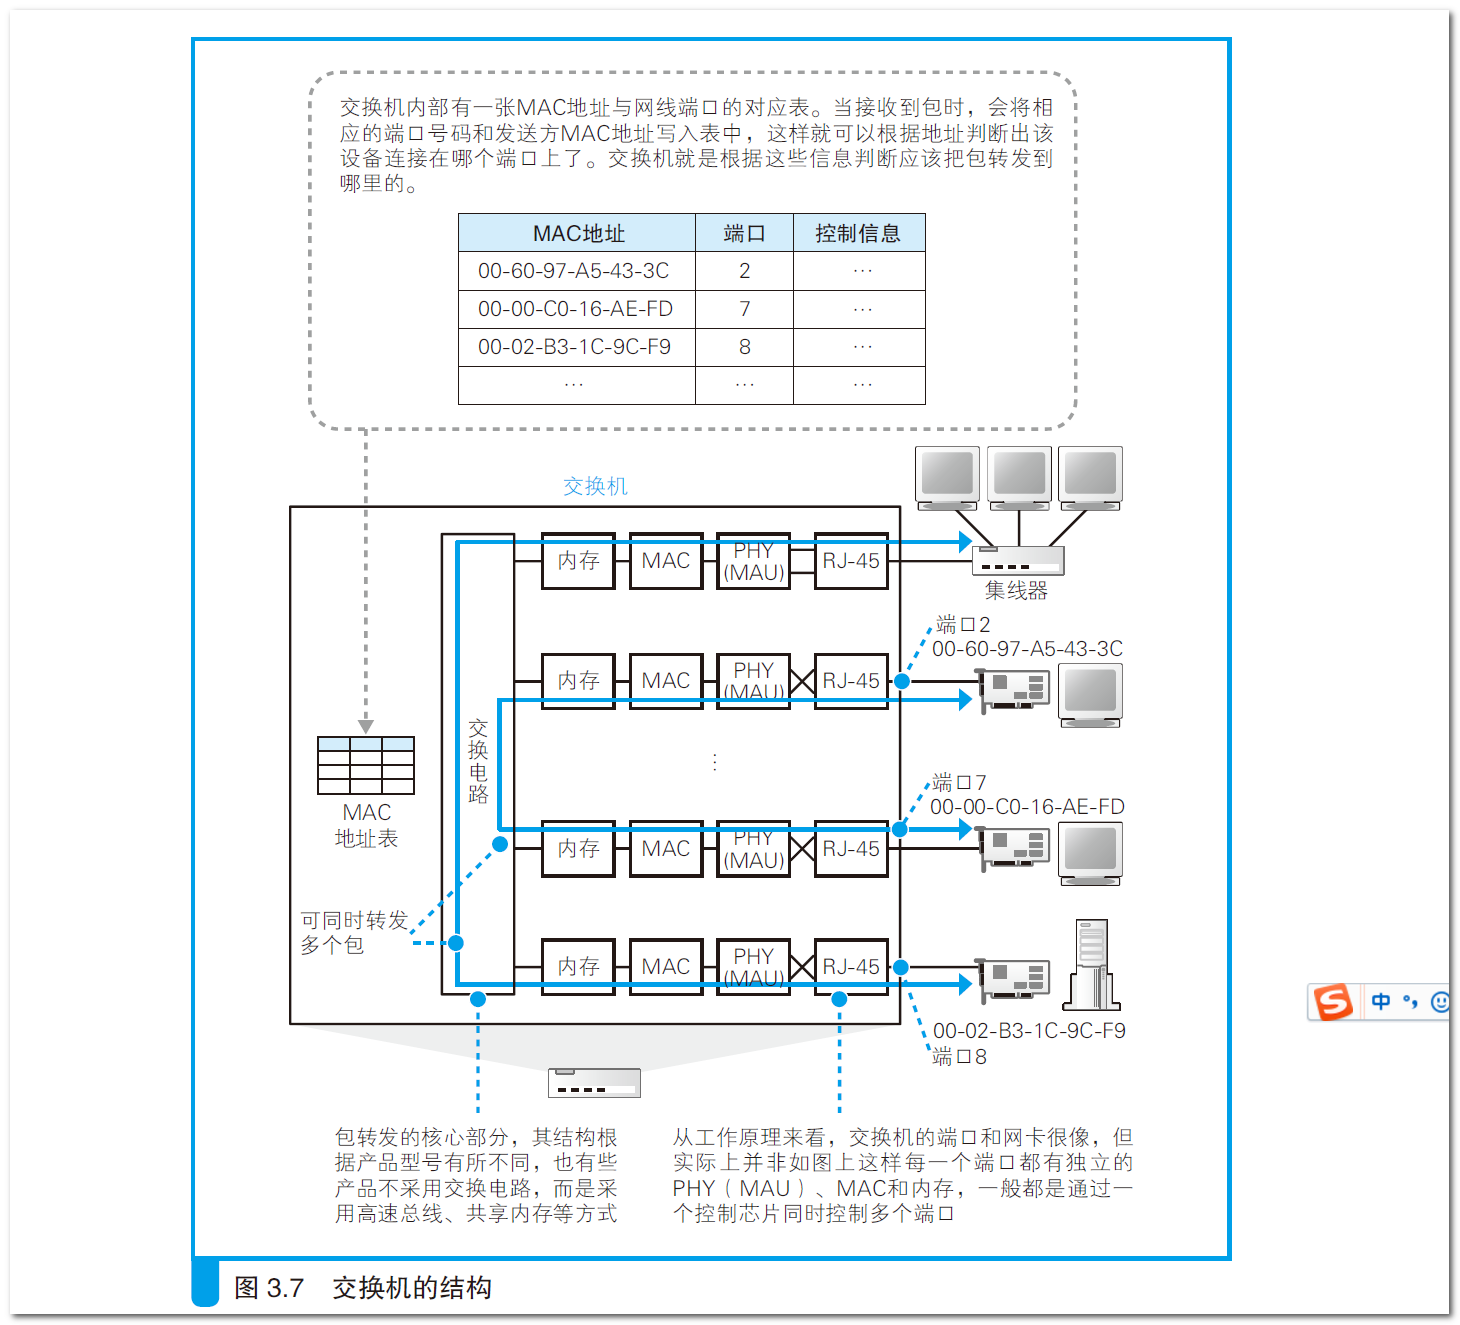 交换机内部有一张MAC地址与网线端口的对应表。当接收到包时，会将相
应的端口号码和发送方MAC地址写入表中，这样就可以根据地址判断出该
设备连接在哪个端口上了。交换机就是根据这些信息判断应该把包转发到
哪里的。
MAC地址 端口 控制信息
00-60-97-A5-43-3C 2 …
00-00-C0-16-AE-FD 7 …
00-02-B3-1C-9C-F9 8 …
… … …
交换机
内存 MAC PHY (MAU) RJ-45
集线器
端口2
00-60-97-A5-43-3C
内存 MAC PHY (MAU) RJ-45
交换电路
…
MAC
地址表
端口7
00-00-C0-16-AE-FD
内存 MAC PHY (MAU) RJ-45
可同时转发
多个包
内存 MAC PHY (MAU) RJ-45
00-02-B3-1C-9C-F9
端口8
包转发的核心部分，其结构根
据产品型号有所不同，也有些
产品不采用交换电路，而是采
用高速总线、共享内存等方式
从工作原理来看，交换机的端口和网卡很像，但
实际上并非如图上这样每一个端口都有独立的
PHY（MAU）、MAC和内存，一般都是通过一
个控制芯片同时控制多个端口
图 3.7 交换机的结构
S 中 °，